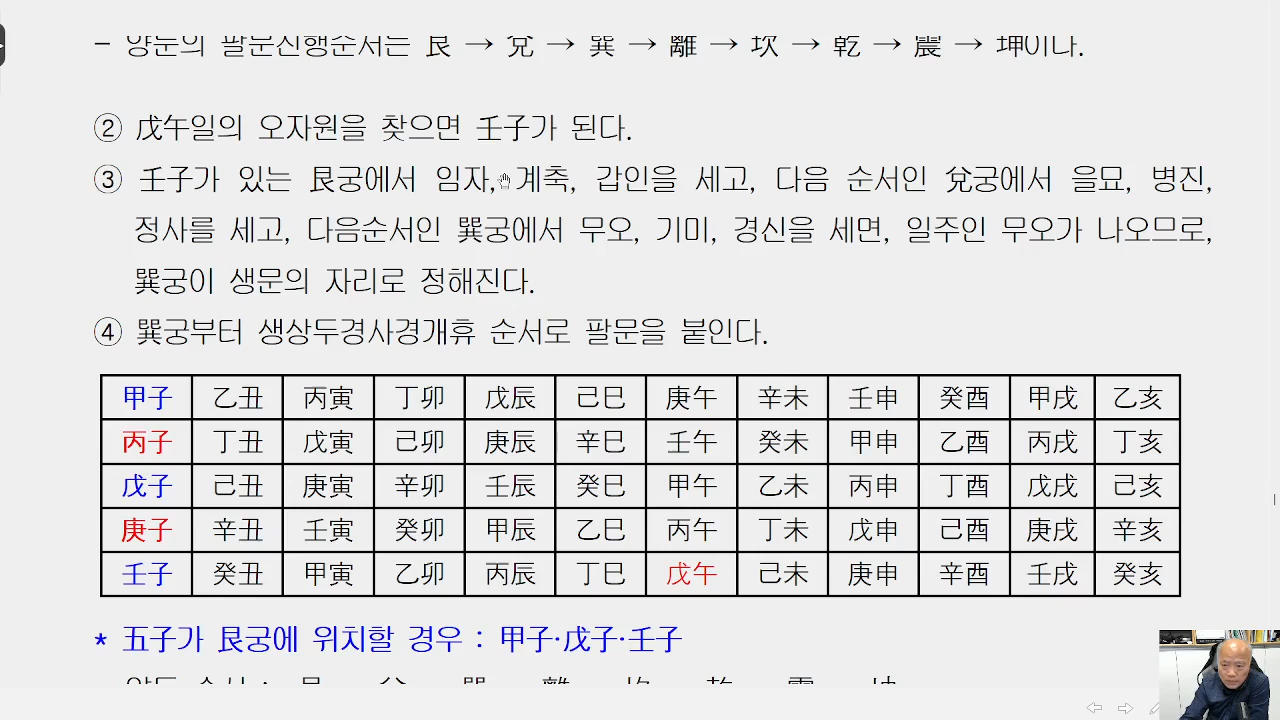 – 양둔의 팔문진행순서는 艮 → 兌 → 巽 → 離 → 坎 → 乾 → 震 → 坤이다.
② 戊午일의 오자원을 찾으면 壬子가 된다.
③ 壬子가 있는 艮궁에서 임자, 계축, 갑인을 세고, 다음 순서인 兌궁에서 을묘, 병진,
정사를 세고, 다음순서인 巽궁에서 무오, 기미, 경신을 세면, 일주인 무오가 나오므로,
巽궁이 생문의 자리로 정해진다.
④ 巽궁부터 생상두경사경개휴 순서로 팔문을 붙인다.
甲子 乙丑 丙寅 丁卯 戊辰 己巳 庚午 辛未 壬申 癸酉 甲戌 乙亥
丙子 丁丑 戊寅 己卯 庚辰 辛巳 壬午 癸未 甲申 乙酉 丙戌 丁亥
戊子 己丑 庚寅 辛卯 壬辰 癸巳 甲午 乙未 丙申 丁酉 戊戌 己亥
庚子 辛丑 壬寅 癸卯 甲辰 乙巳 丙午 丁未 戊申 己酉 庚戌 辛亥
壬子 癸丑 甲寅 乙卯 丙辰 丁巳 戊午 己未 庚申 辛酉 壬戌 癸亥
* 五子가 艮궁에 위치할 경우 : 甲子·戊子·壬子